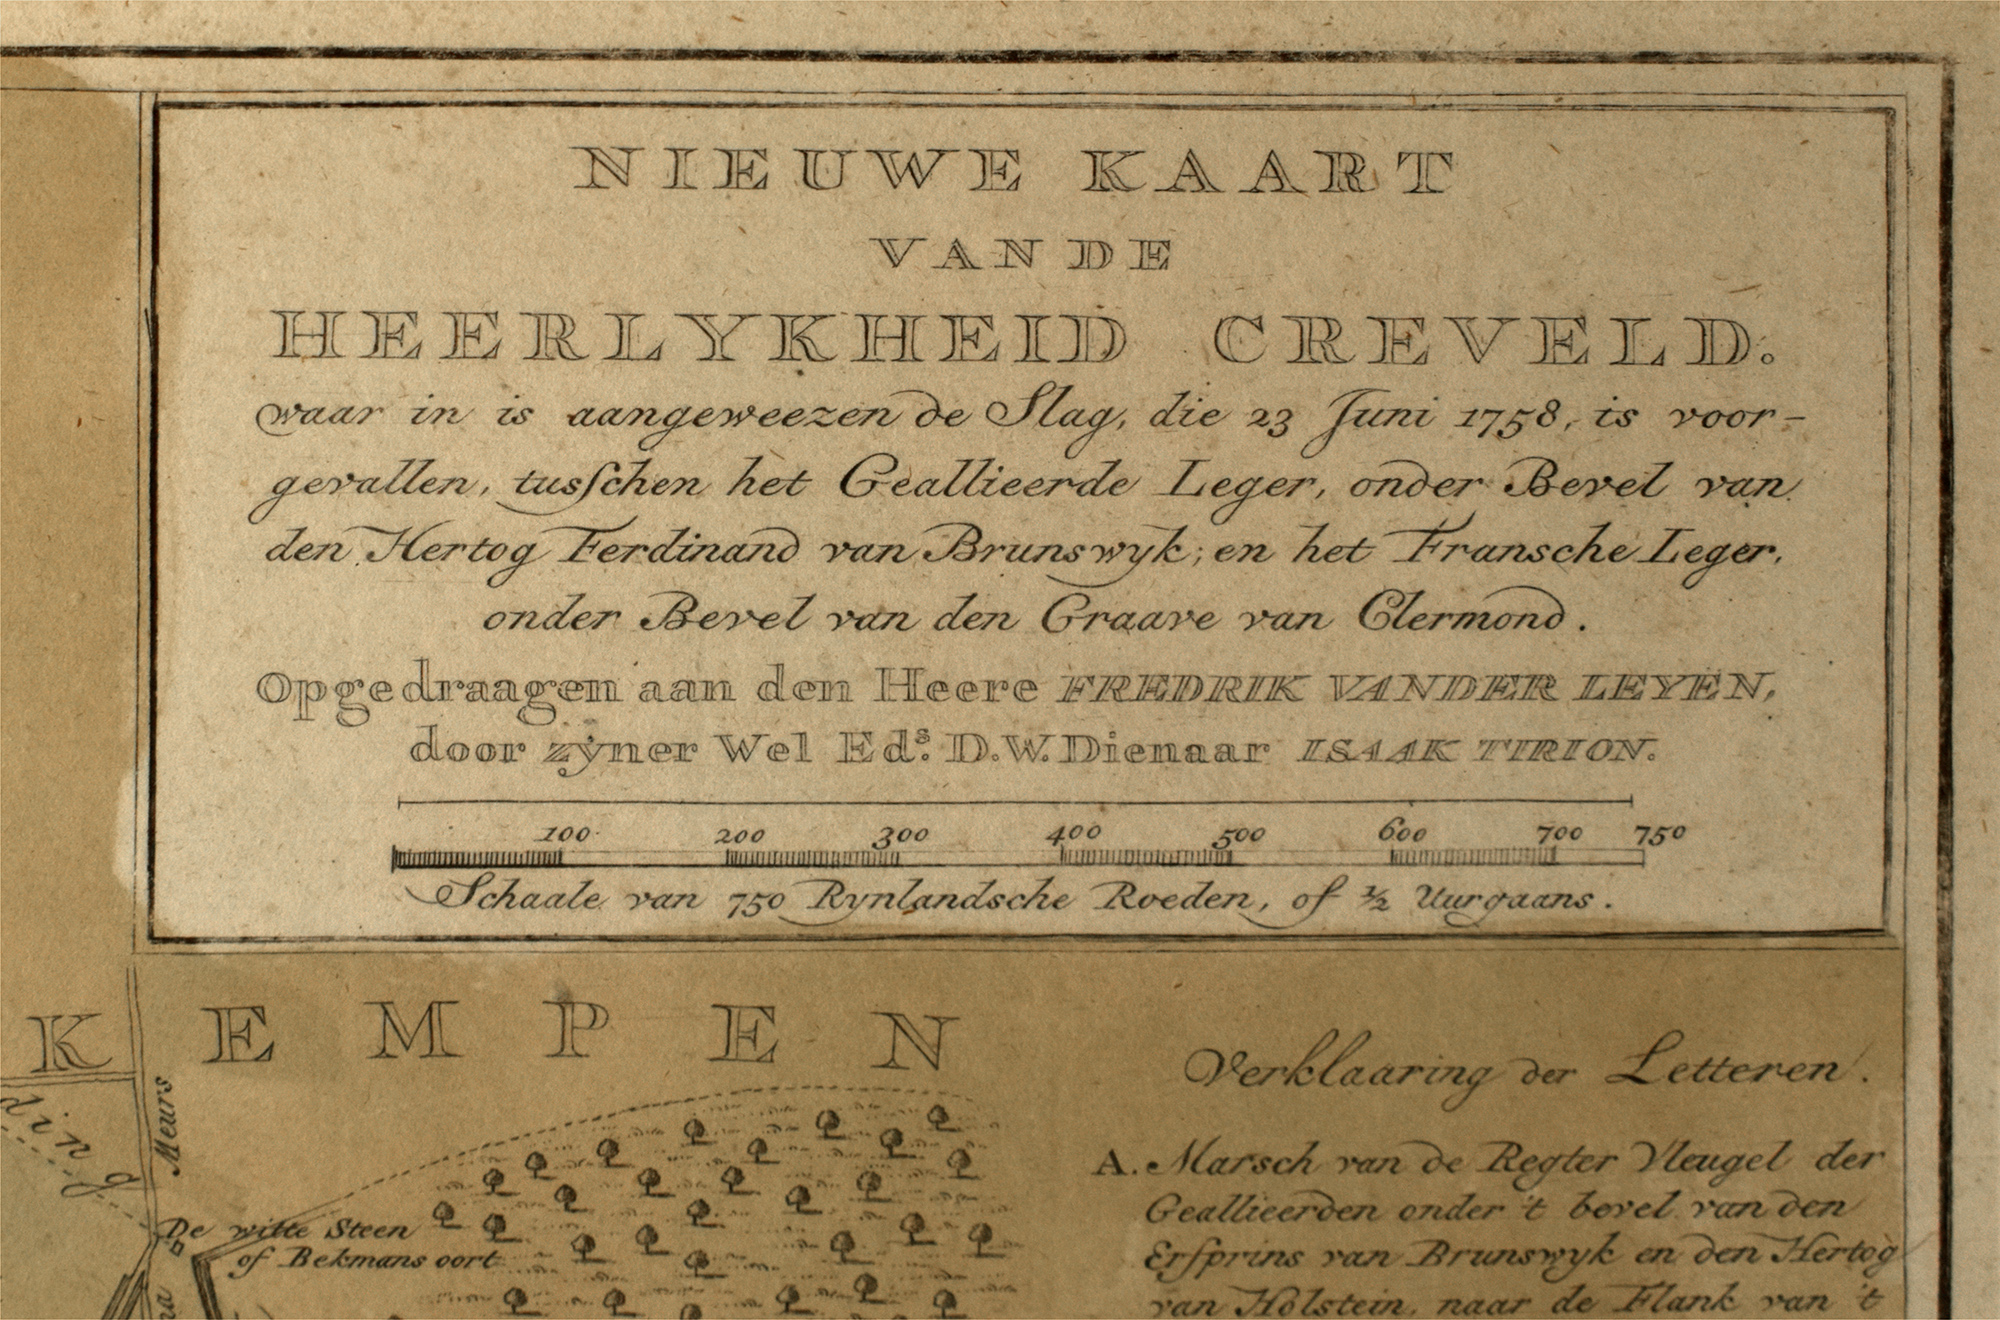 NIEUWE KAART
VAN DE
HEERLYKHEID CREVELD.
waar in is aangeweezen de Slag, die 23 Juni 1758, is voor-
gevallen, tusschen het Geallieerde Leger, onder Bevel van
den Hertog Ferdinand van Brunswyk; en het Fransche Leger,
onder Bevel van den Graave van Clermond.
Opgedraagen aan den Heere FREDRIK VANDER LEYEN,
door zyner Wel Eds. D.W. Dienaar ISAAK TIRION.
100 200 300 400 500 600 700 750
Schaale van 750 Rynlandsche Roeden, of 1/2 Uurgaans.
KEMPEN
ding
Meurs
De witte Steen
of Bekmans oort
Verklaaring der Letteren.
A. Marsch van de Regter Vleugel der
Geallieerden onder 't bevel van den
Erfprins van Brunswyk en den Hertog
van Holstein, naar de Flank van 't